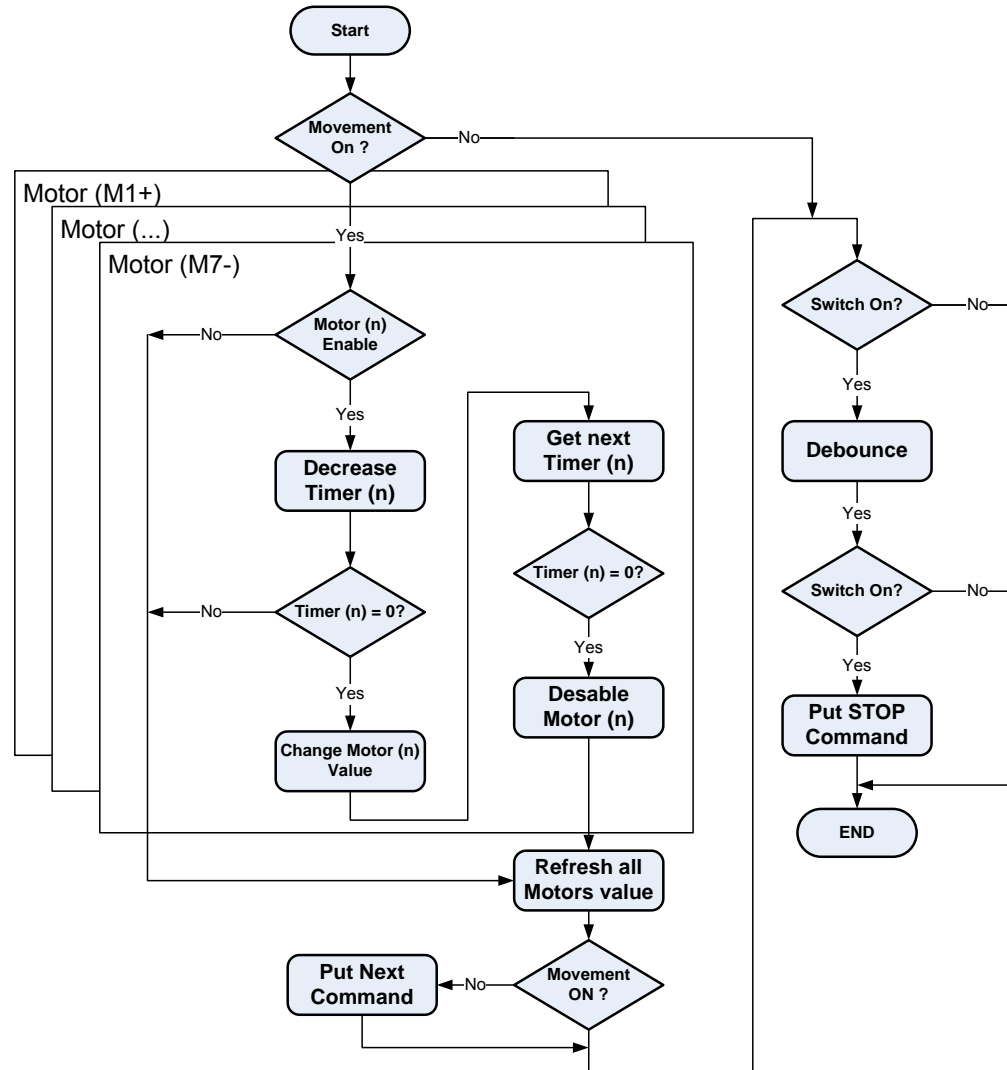 Start
Movement
On ?
No
Motor (M1+)
Motor (...)
Yes
Motor (M7-)
Motor (n)
Enable
No
Yes
Decrease
Timer (n)
Timer (n) = 0?
No
Yes
Change Motor (n)
Value
Get next
Timer (n)
Timer (n) = 0?
Yes
Desable
Motor (n)
Refresh all
Motors value
Movement
ON ?
No
Put Next
Command
Switch On?
No
Yes
Debounce
Yes
Switch On?
No
Yes
Put STOP
Command
END